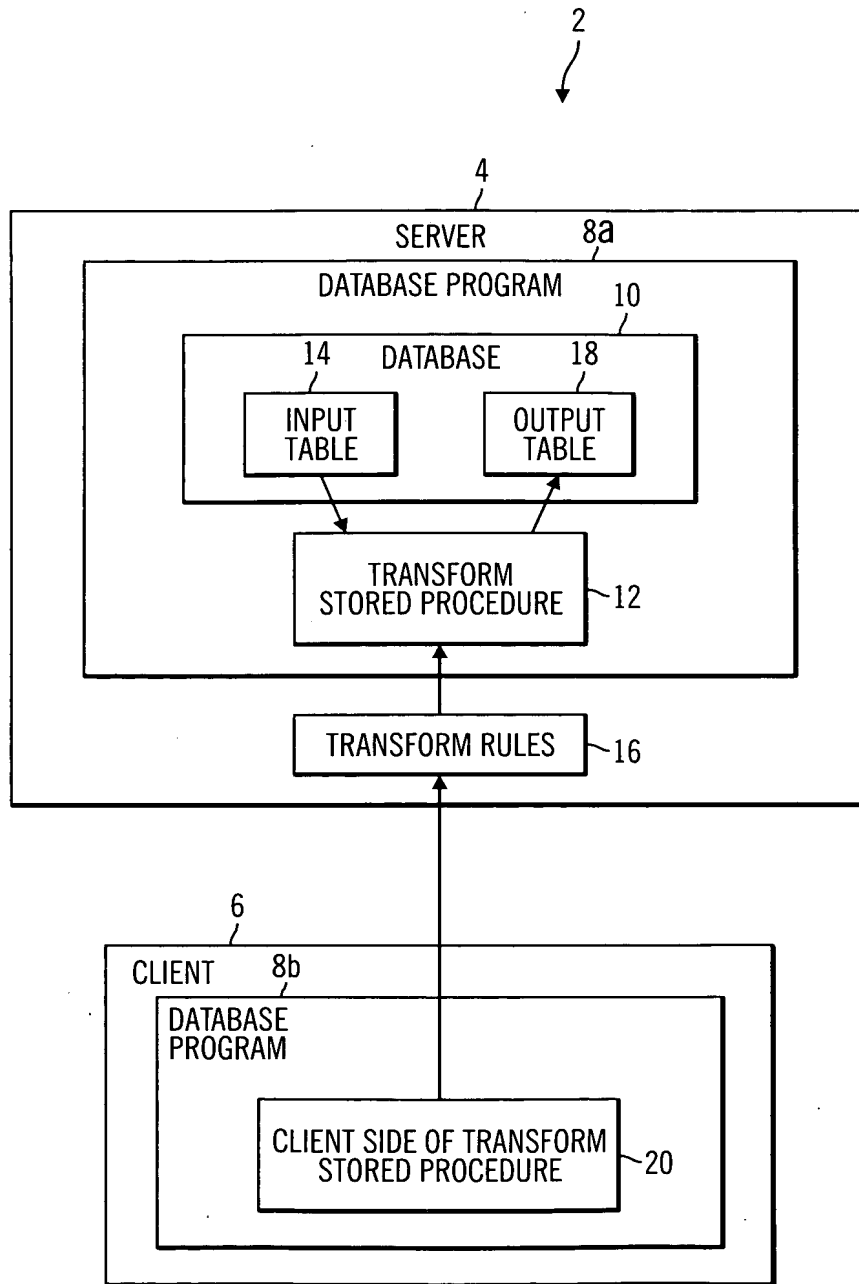 2
4
SERVER
8a
DATABASE PROGRAM
10
DATABASE
14
18
INPUT
TABLE
OUTPUT
TABLE
TRANSFORM
STORED PROCEDURE
12
TRANSFORM RULES
16
6
CLIENT
8b
DATABASE
PROGRAM
CLIENT SIDE OF TRANSFORM
STORED PROCEDURE
20